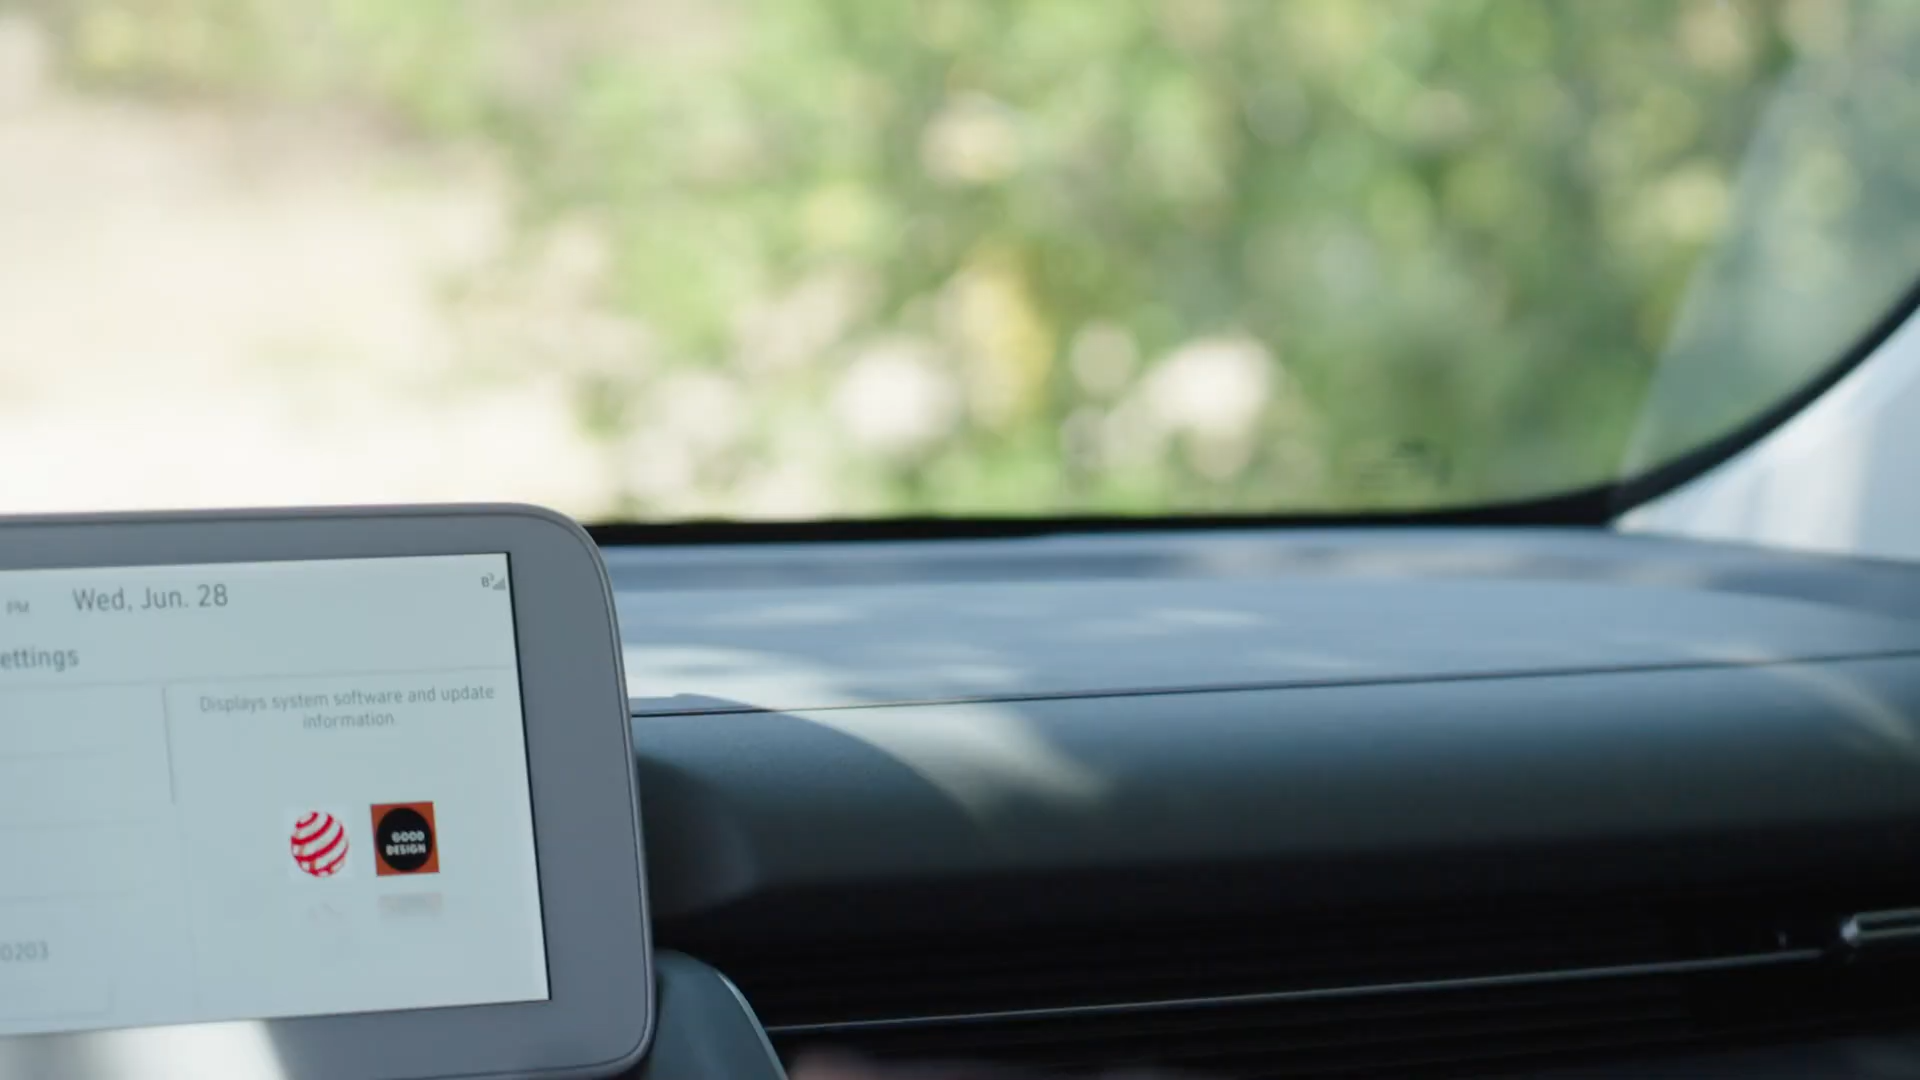 PM Wed, Jun. 28
ettings
Displays system software and update
information.
GOOD
DESIGN
0203